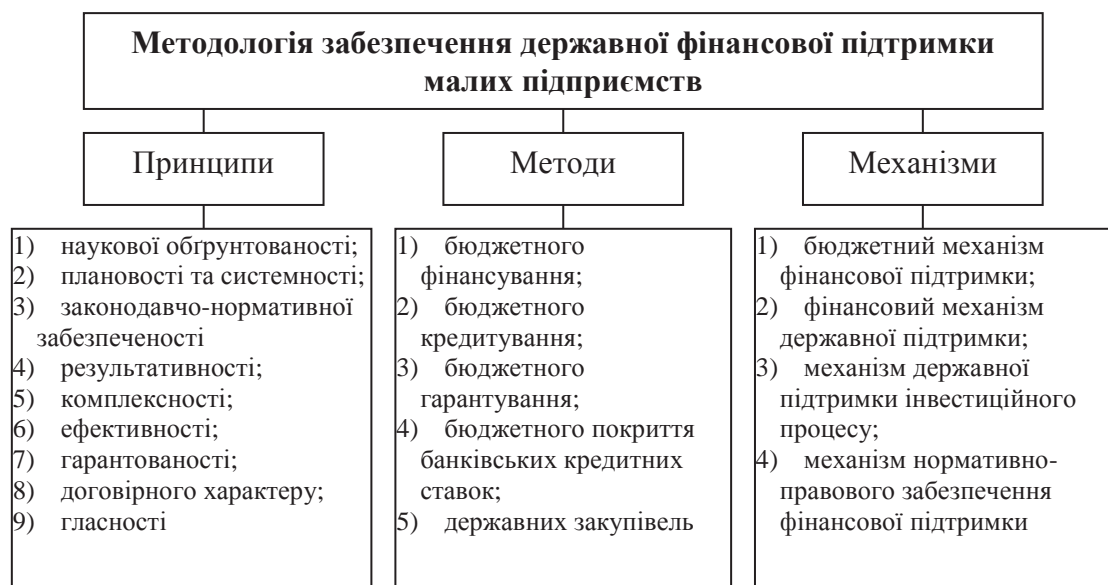 Методологія забезпечення державної фінансової підтримки
малих підприємств
Принципи
1) наукової обґрунтованості;
2) плановості та системності;
3) законодавчо-нормативної
забезпеченості
4) результативності;
5) комплексності;
6) ефективності;
7) гарантованості;
8) договірного характеру;
9) гласності
Методи
1) бюджетного
фінансування;
2) бюджетного
кредитування;
3) бюджетного
гарантування;
4) бюджетного покриття
банківських кредитних
ставок;
5) державних закупівель
Механізми
1) бюджетний механізм
фінансової підтримки;
2) фінансовий механізм
державної підтримки;
3) механізм державної
підтримки інвестиційного
процесу;
4) механізм нормативно-
правового забезпечення
фінансової підтримки